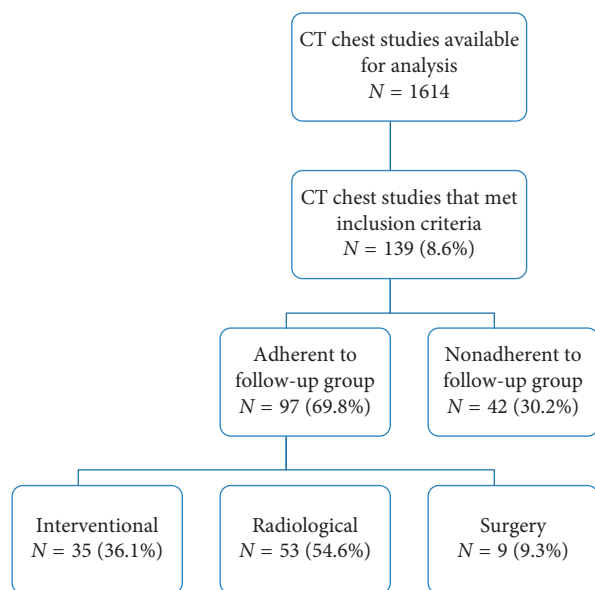 CT chest studies available
for analysis
N = 1614
CT chest studies that met
inclusion criteria
N = 139 (8.6%)
Adherent to
follow-up group
N = 97 (69.8%)
Nonadherent to
follow-up group
N = 42 (30.2%)
Interventional
N = 35 (36.1%)
Radiological
N = 53 (54.6%)
Surgery
N = 9 (9.3%)